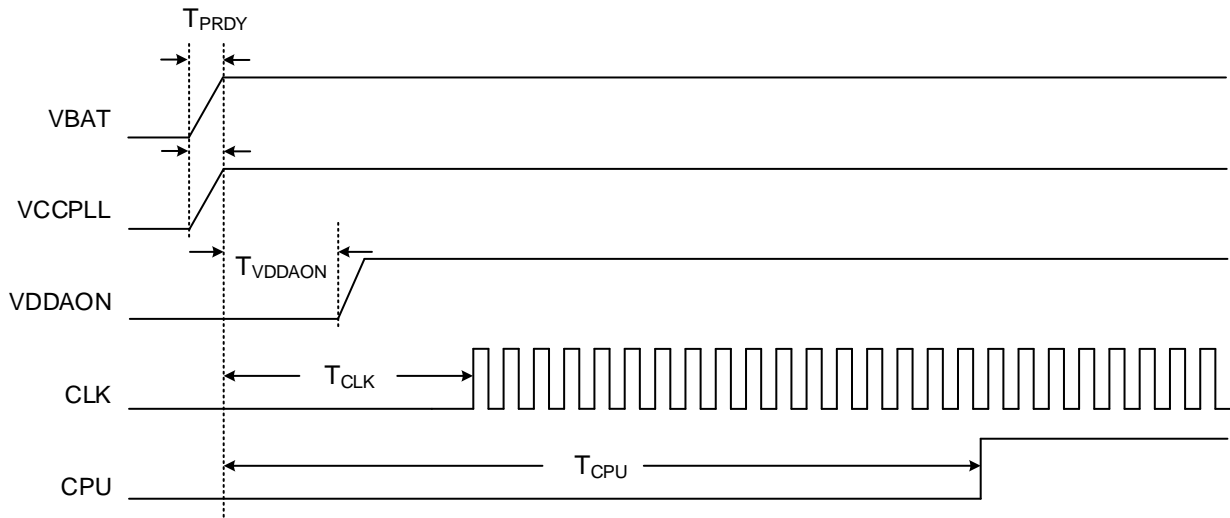 TPRDY
VBAT
VCCPLL
TVDDAON
VDDAON
TCLK
CLK
TCPU
CPU